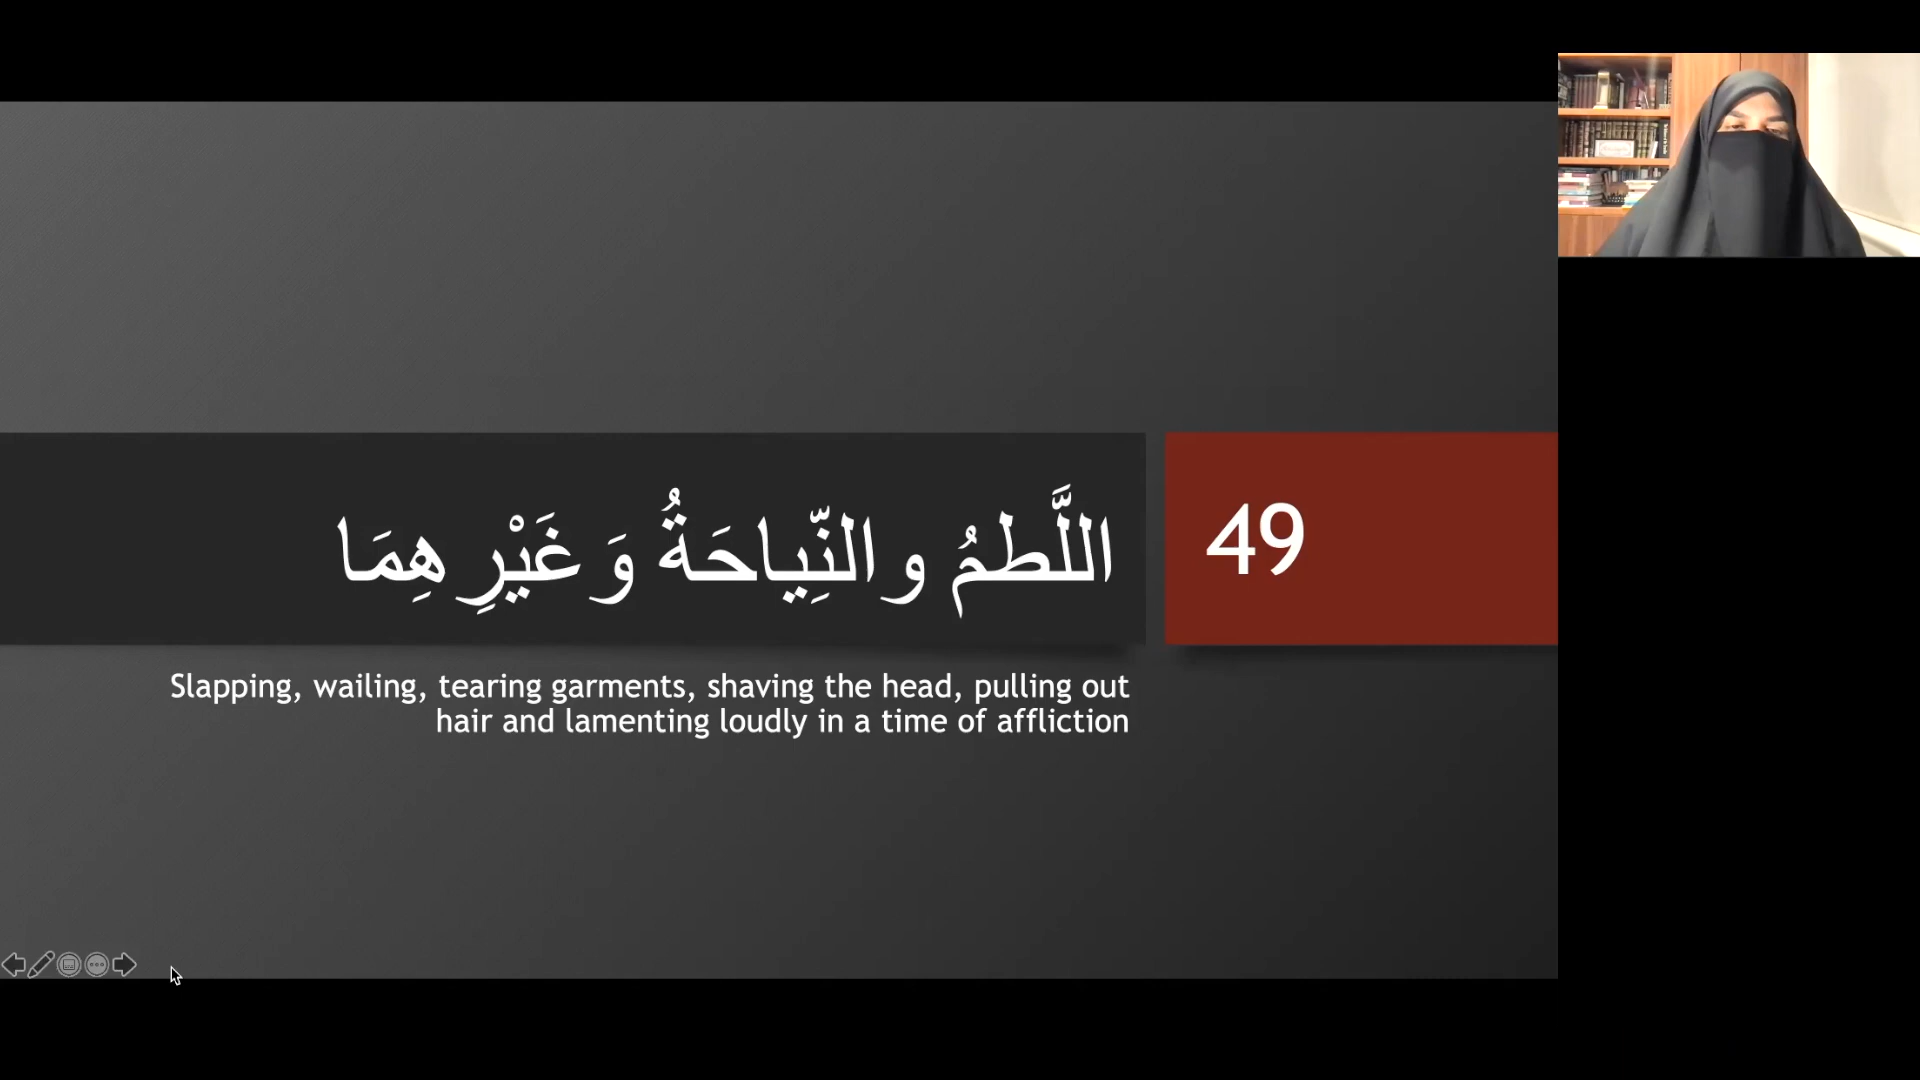 اللَّطمُ والنِّياحَةُ وَغَيْرِهِمَا
49
Slapping, wailing, tearing garments, shaving the head, pulling out
hair and lamenting loudly in a time of affliction